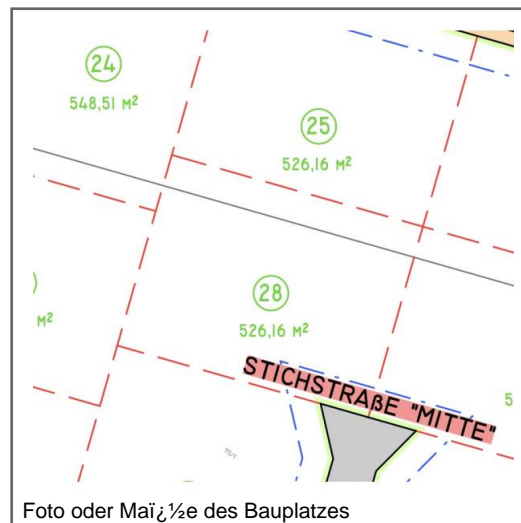 24
548,51 M²
25
526,16 M²
28
526,16 M²
M²
5
STICHSTRAßE "MITTE"
Foto oder Maï¿½e des Bauplatzes